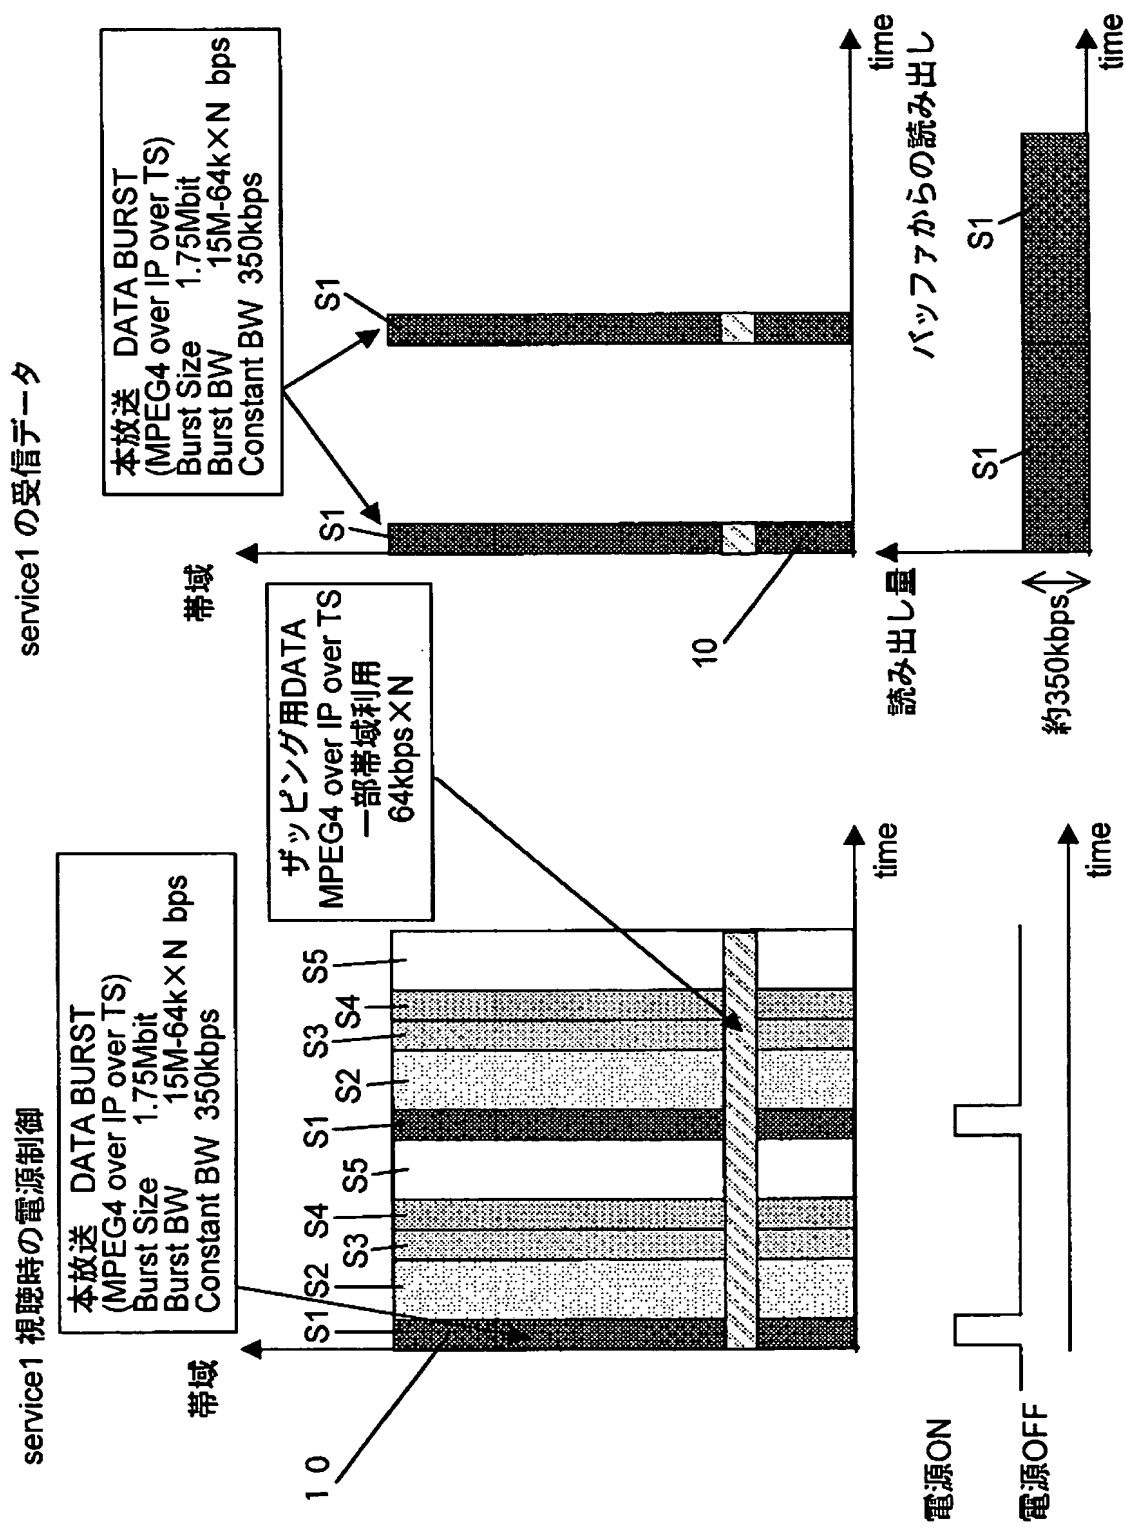 service1 視聴時の電源制御
本放送 DATA BURST
(MPEG4 over IP over TS)
Burst Size 1.75Mbit
Burst BW 15M-64k×N bps
Constant BW 350kbps
帯域
10
S1
S2
S3
S4
S5
S1
S2
S3
S4
S5
ザッピング用DATA
MPEG4 over IP over TS
一部帯域利用
64kbps×N
time
電源ON
電源OFF
time
service1 の受信データ
本放送 DATA BURST
(MPEG4 over IP over TS)
Burst Size 1.75Mbit
Burst BW 15M-64k×N bps
Constant BW 350kbps
帯域
S1
S1
10
time
バッファからの読み出し
読み出し量
約350kbps
S1
S1
time